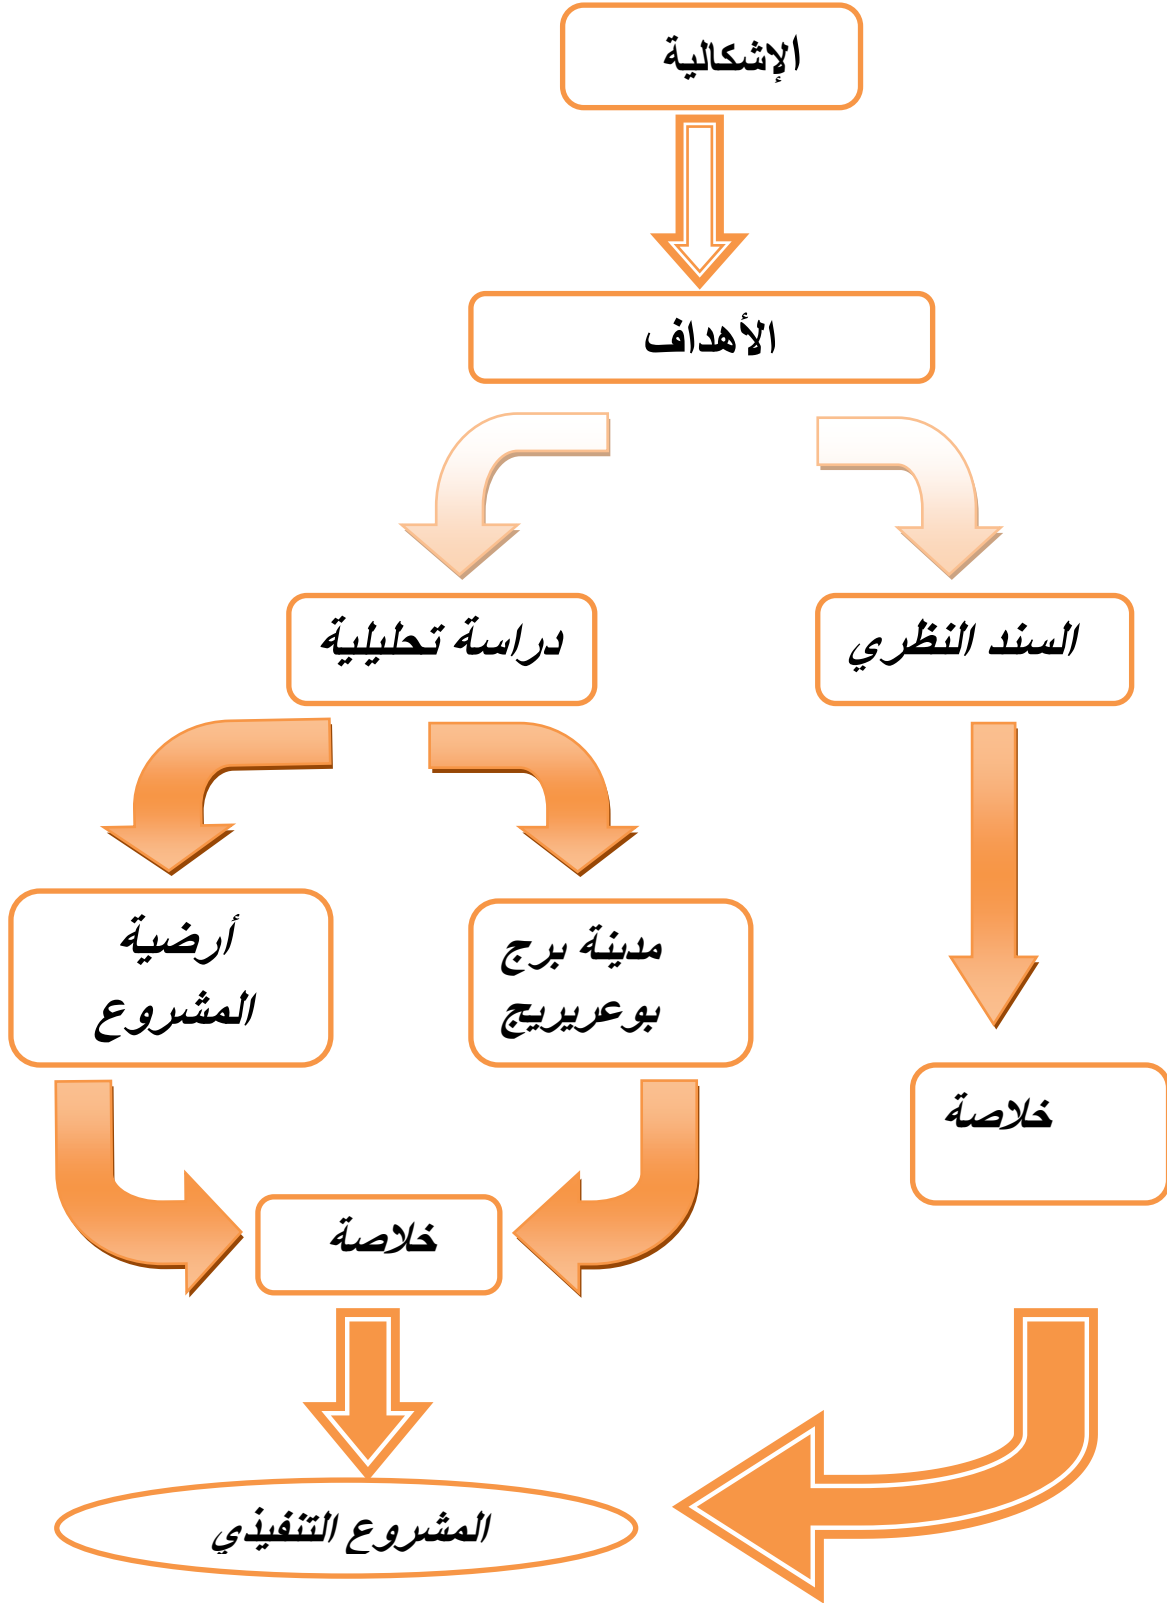 الإشكالية
الأهداف
السند النظري
دراسة تحليلية
مدينة برج
بوعريريج
أرضية
المشروع
خلاصة
خلاصة
المشروع التنفيذي